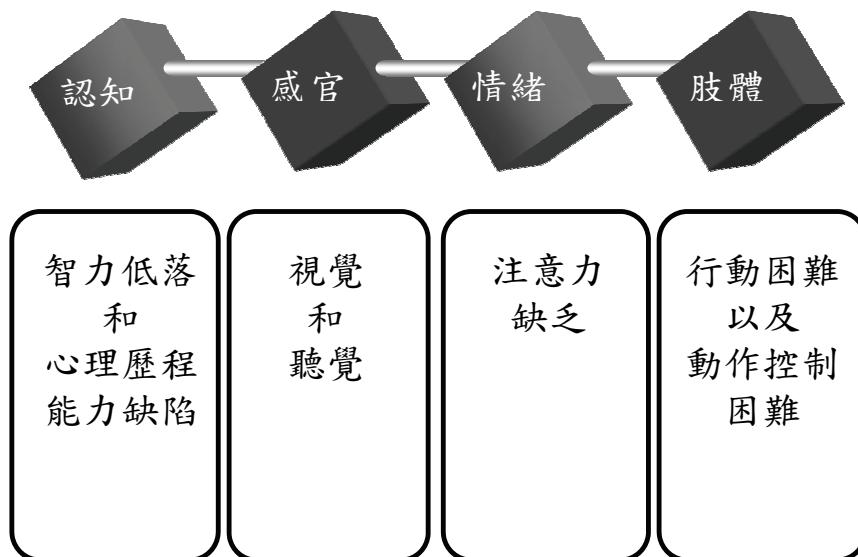 認知
感官
情緒
肢體
智力低落
和
心理歷程
能力缺陷
視覺
和
聽覺
注意力
缺乏
行動困難
以及
動作控制
困難